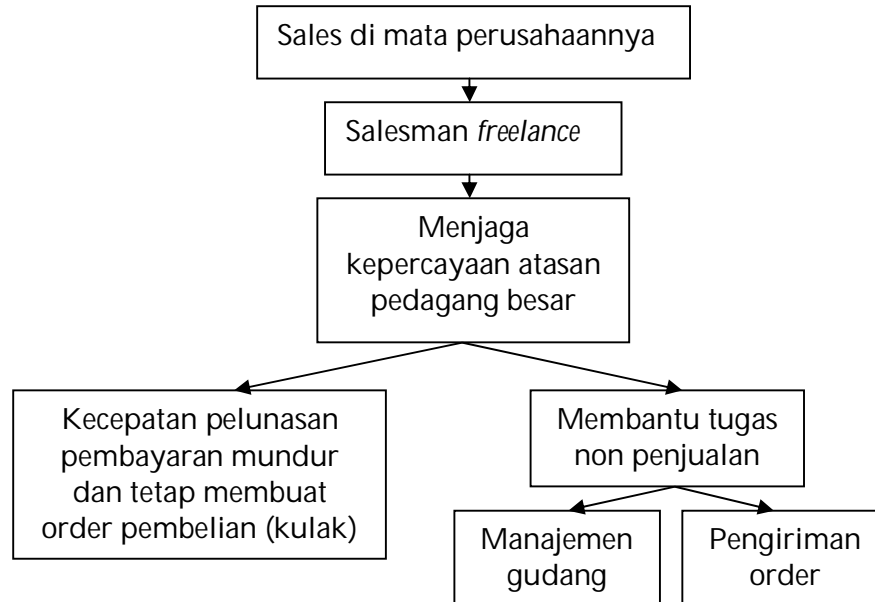 Sales di mata perusahaannya
Salesman freelance
Menjaga
kepercayaan atasan
pedagang besar
Kecepatan pelunasan
pembayaran mundur
dan tetap membuat
order pembelian (kulak)
Membantu tugas
non penjualan
Manajemen
gudang
Pengiriman
order